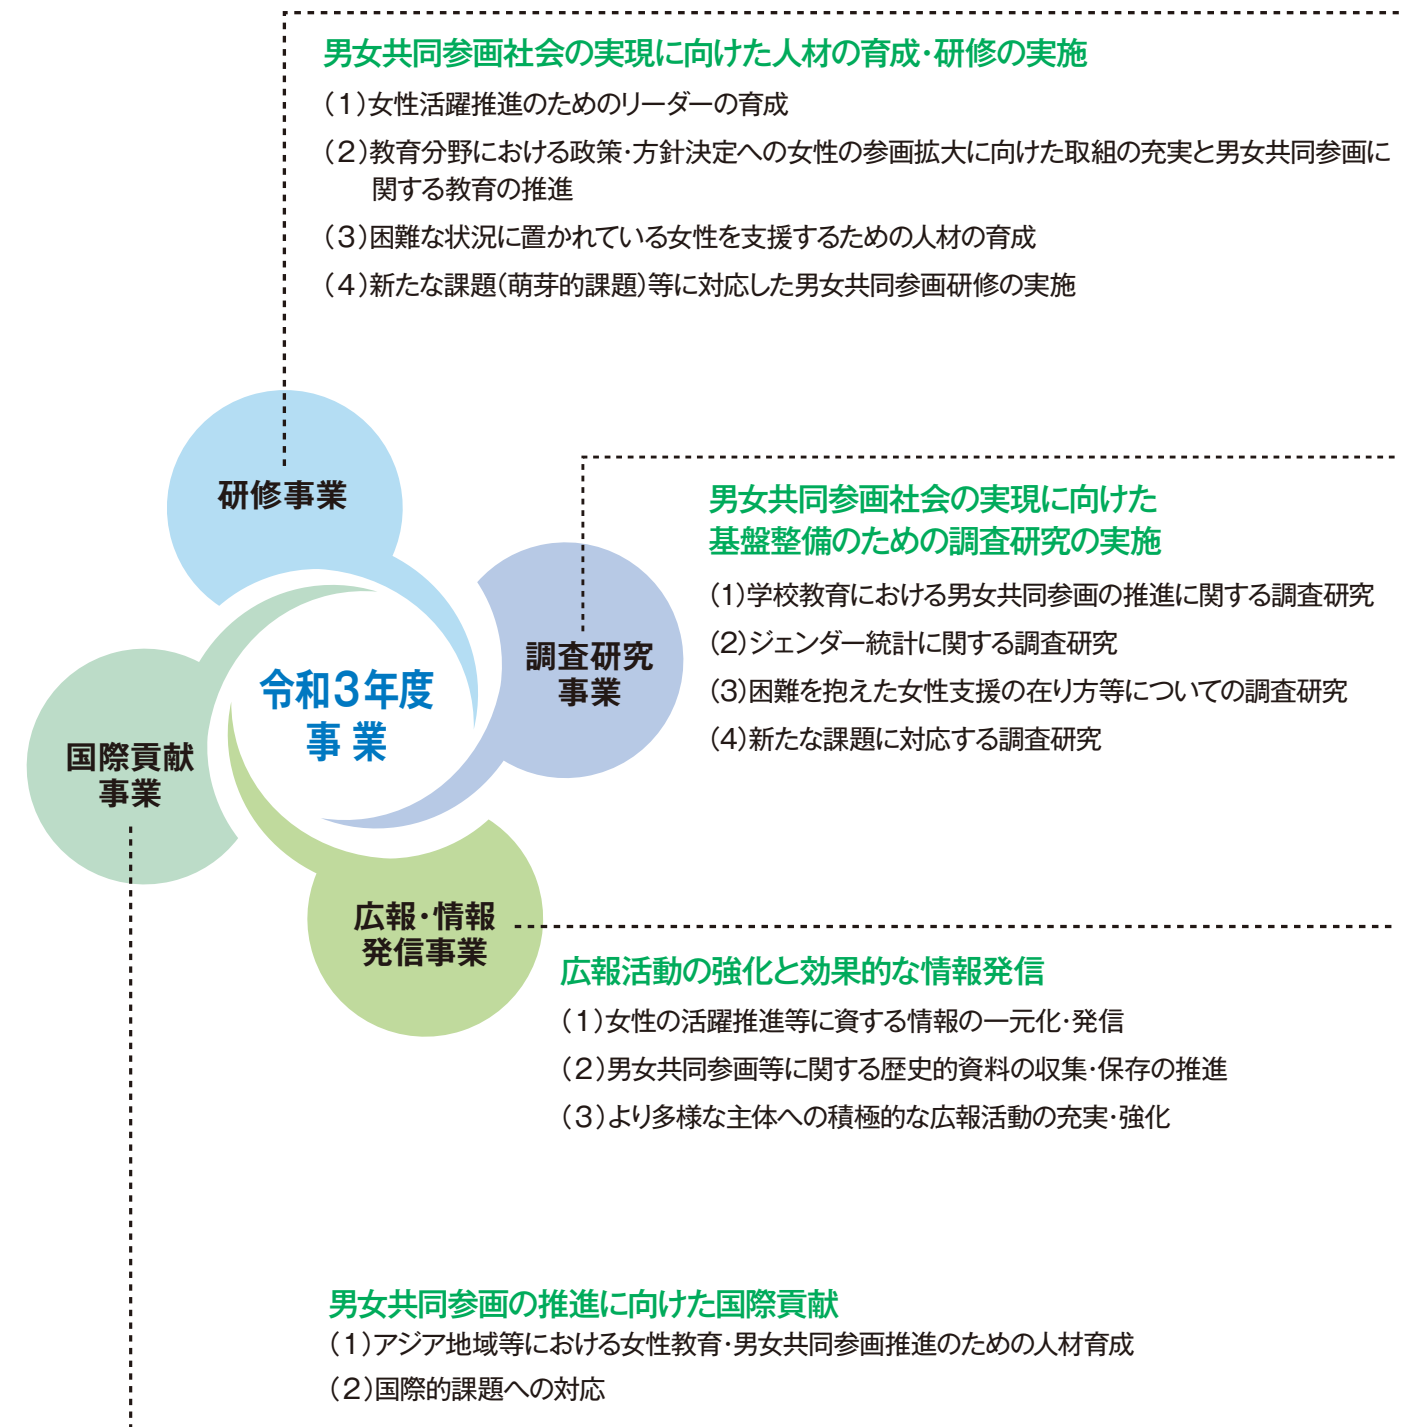 男女共同参画社会の実現に向けた人材の育成・研修の実施
（1）女性活躍推進のためのリーダーの育成
（2）教育分野における政策・方針決定への女性の参画拡大に向けた取組の充実と男女共同参画に
関する教育の推進
（3）困難な状況に置かれている女性を支援するための人材の育成
（4）新たな課題（萌芽的課題）等に対応した男女共同参画研修の実施
研修事業
男女共同参画社会の実現に向けた
基盤整備のための調査研究の実施
（1）学校教育における男女共同参画の推進に関する調査研究
（2）ジェンダー統計に関する調査研究
（3）困難を抱えた女性支援の在り方等についての調査研究
（4）新たな課題に対応する調査研究
調査研究
事業
令和3年度
事 業
国際貢献
事業
広報・情報
発信事業
広報活動の強化と効果的な情報発信
（1）女性の活躍推進等に資する情報の一元化・発信
（2）男女共同参画等に関する歴史的資料の収集・保存の推進
（3）より多様な主体への積極的な広報活動の充実・強化
男女共同参画の推進に向けた国際貢献
（1）アジア地域等における女性教育・男女共同参画推進のための人材育成
（2）国際的課題への対応